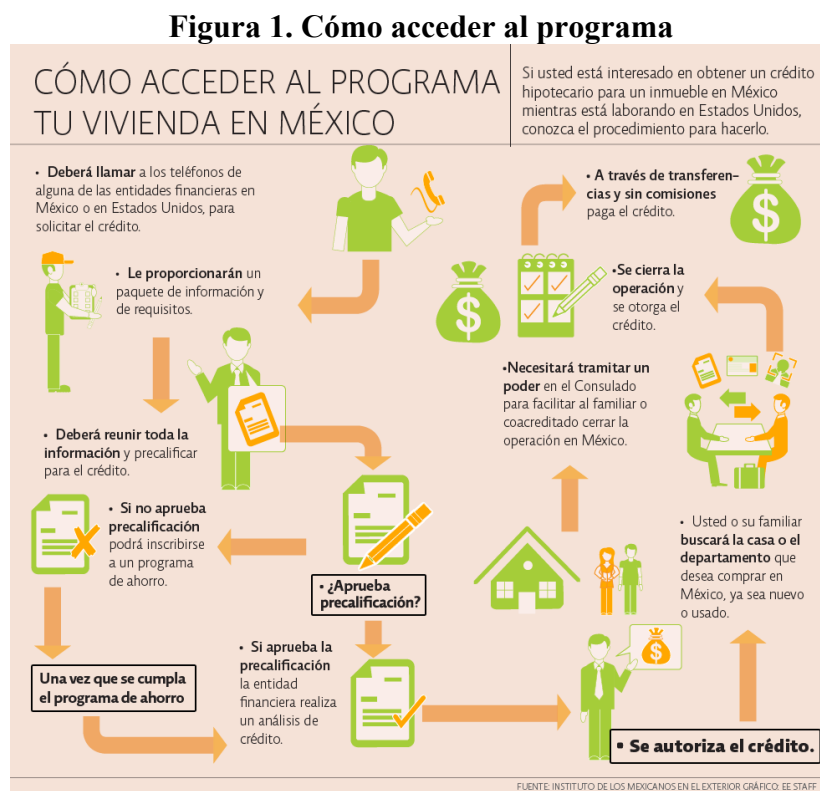 Figura 1. Cómo acceder al programa
CÓMO ACCEDER AL PROGRAMA
TU VIVIENDA EN MÉXICO
Si usted está interesado en obtener un crédito
hipotecario para un inmueble en México
mientras está laborando en Estados Unidos,
conozca el procedimiento para hacerlo.
• Deberá llamar a los teléfonos de
alguna de las entidades financieras en
México o en Estados Unidos, para
solicitar el crédito.
• Le proporcionarán un
paquete de información y
de requisitos.
• Deberá reunir toda la
información y precalificar
para el crédito.
• ¿Aprueba
precalificación?
• Si no aprueba
precalificación
podrá inscribirse
a un programa
de ahorro.
Una vez que se cumpla
el programa de ahorro
• Si aprueba la
precalificación
la entidad
financiera realiza
un análisis de
crédito.
• Se autoriza el crédito.
• Usted o su familiar
buscará la casa o el
departamento que
desea comprar en
México, ya sea nuevo
o usado.
•Necesitará tramitar un
poder en el Consulado
para facilitar al familiar o
coacreditado cerrar la
operación en México.
•Se cierra la
operación y
se otorga el
crédito.
• A través de transferen-
cias y sin comisiones
paga el crédito.
$
$
$
FUENTE: INSTITUTO DE LOS MEXICANOS EN EL EXTERIOR GRÁFICO: EE STAFF